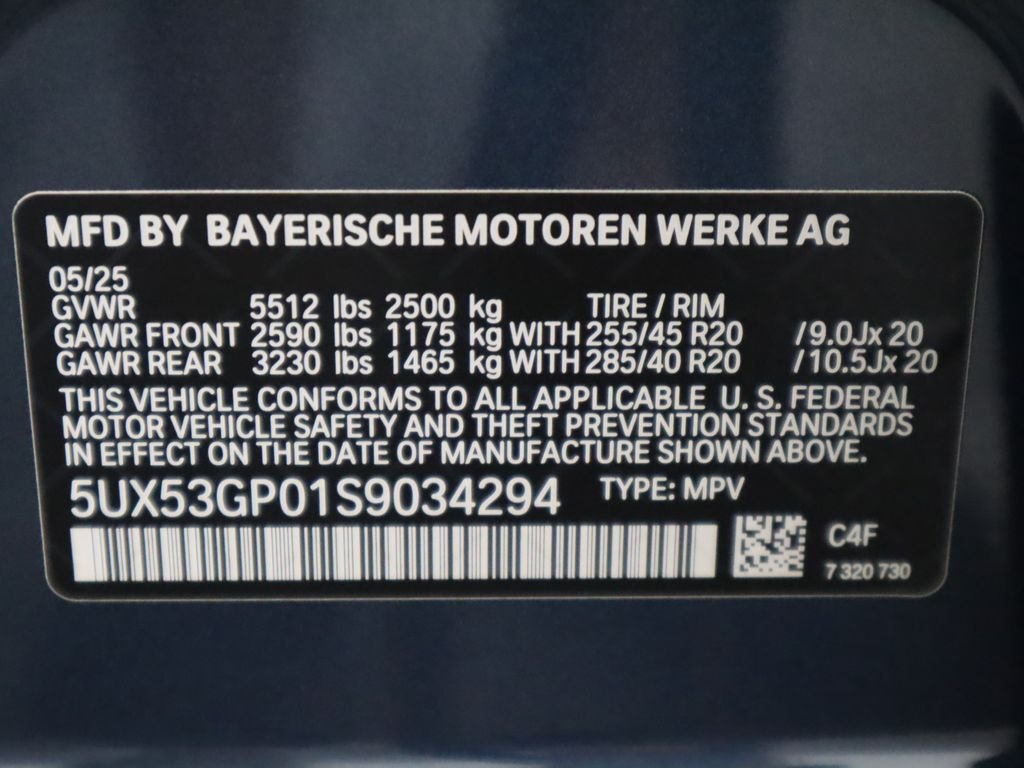 MFD BY BAYERISCHE MOTOREN WERKE AG
05/25
GVWR 5512 lbs 2500 kg TIRE / RIM
GAWR FRONT 2590 lbs 1175 kg WITH 255/45 R20 /9.0Jx 20
GAWR REAR 3230 lbs 1465 kg WITH 285/40 R20 /10.5Jx 20
THIS VEHICLE CONFORMS TO ALL APPLICABLE U. S. FEDERAL
MOTOR VEHICLE SAFETY AND THEFT PREVENTION STANDARDS
IN EFFECT ON THE DATE OF MANUFACTURE SHOWN ABOVE.
5UX53GP01S9034294 TYPE: MPV
C4F
7 320 730